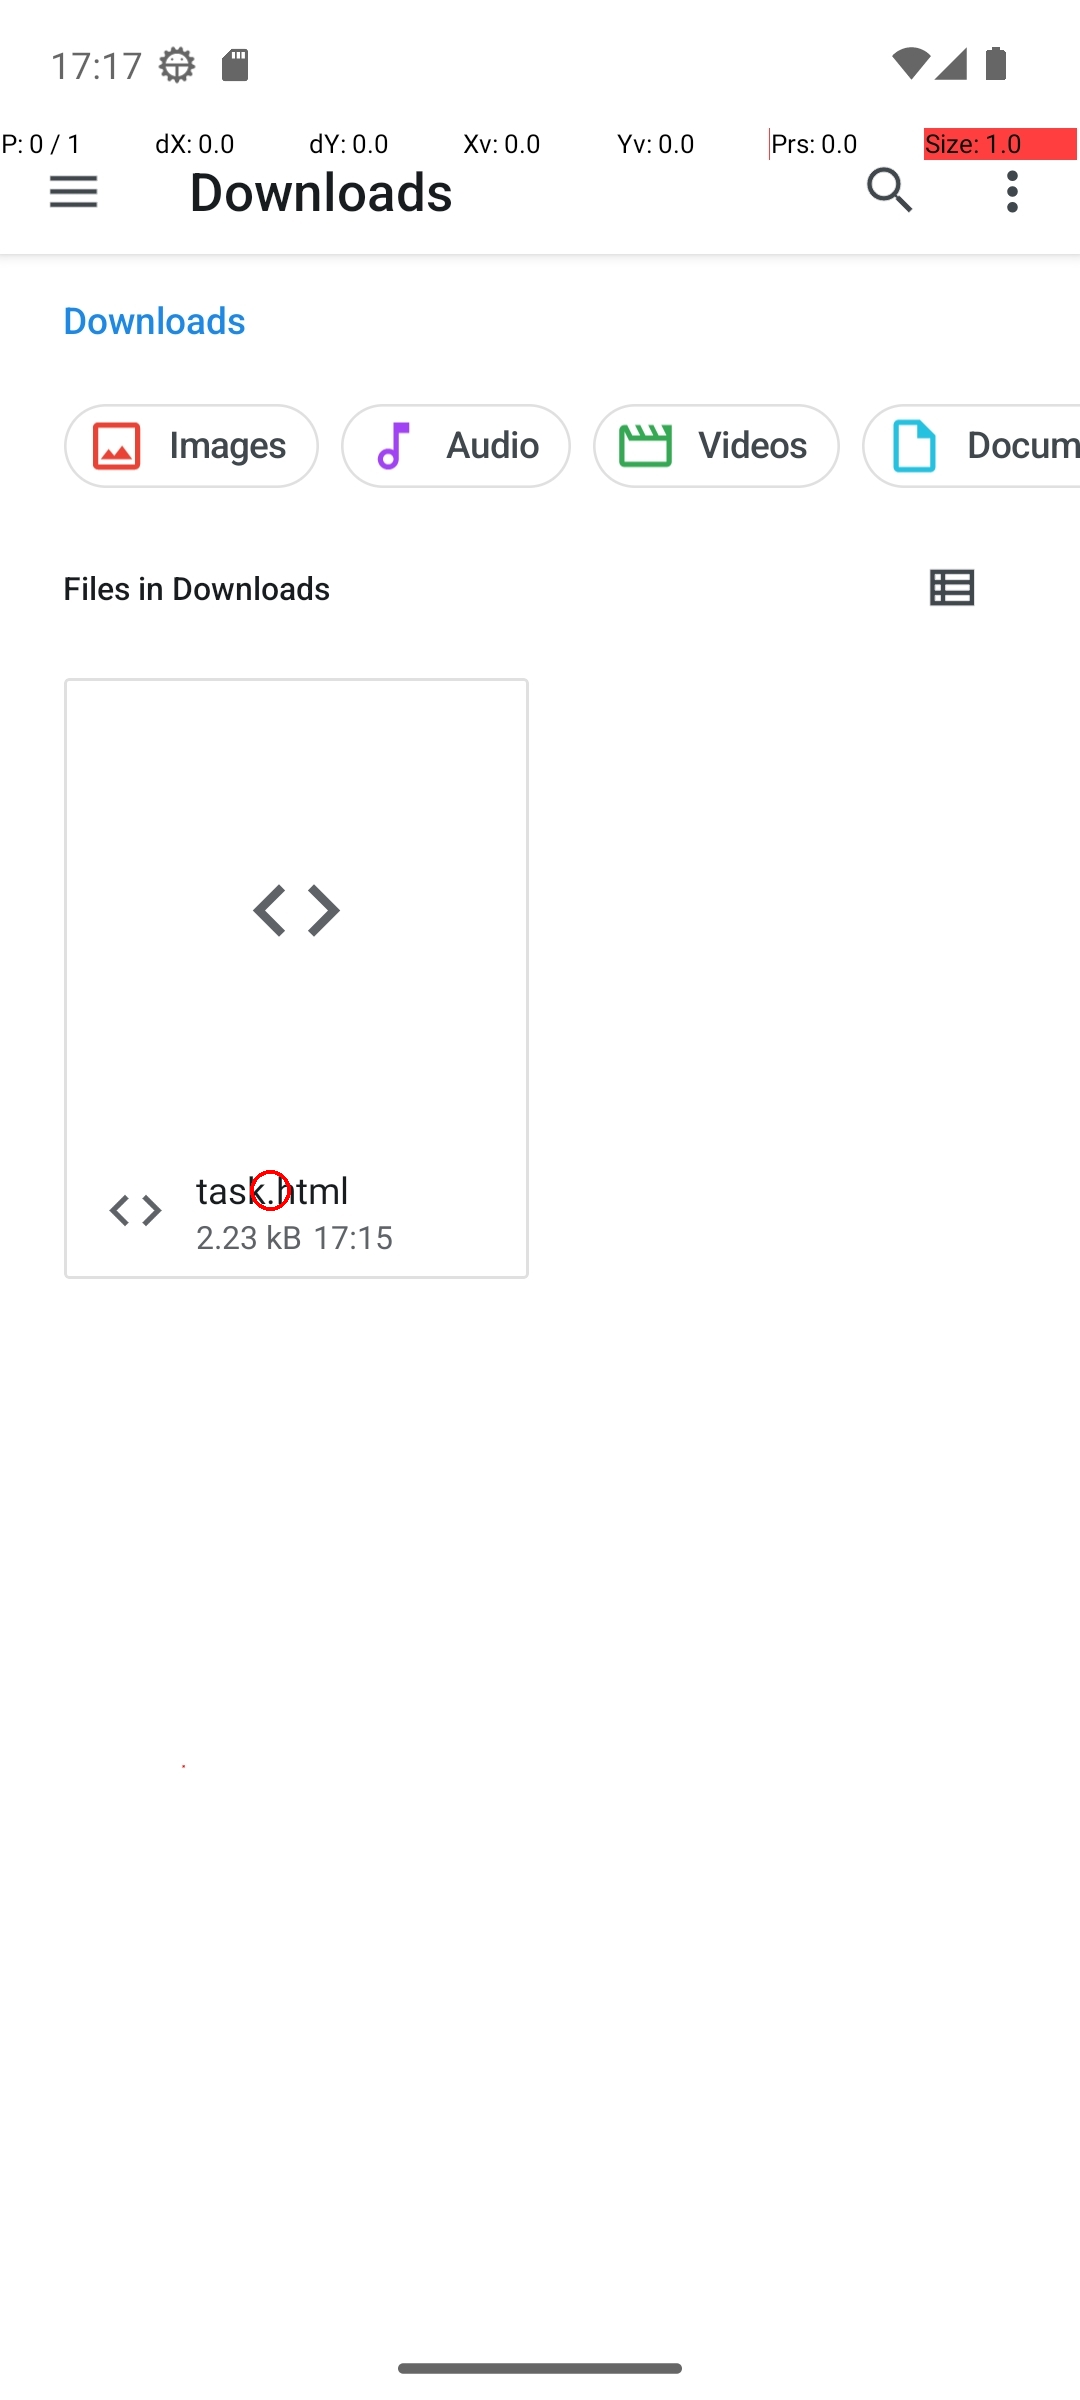 17:17
P: 0 / 1 dX: 0.0 dY: 0.0 Xv: 0.0 Yv: 0.0 Prs: 0.0 Size: 1.0
Downloads
Downloads
Images Audio Videos Docum
Files in Downloads
task.html
2.23 kB 17:15